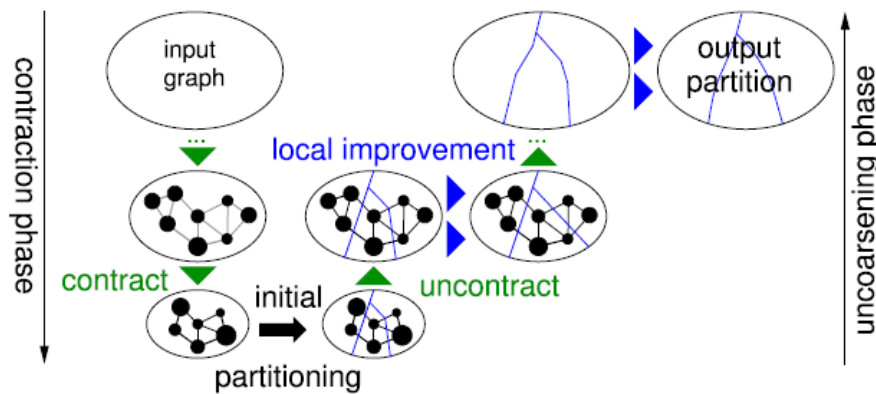 contraction phase
input
graph
...
contract
initial
partitioning
local improvement
uncontract
...
output
partition
uncoarsening phase